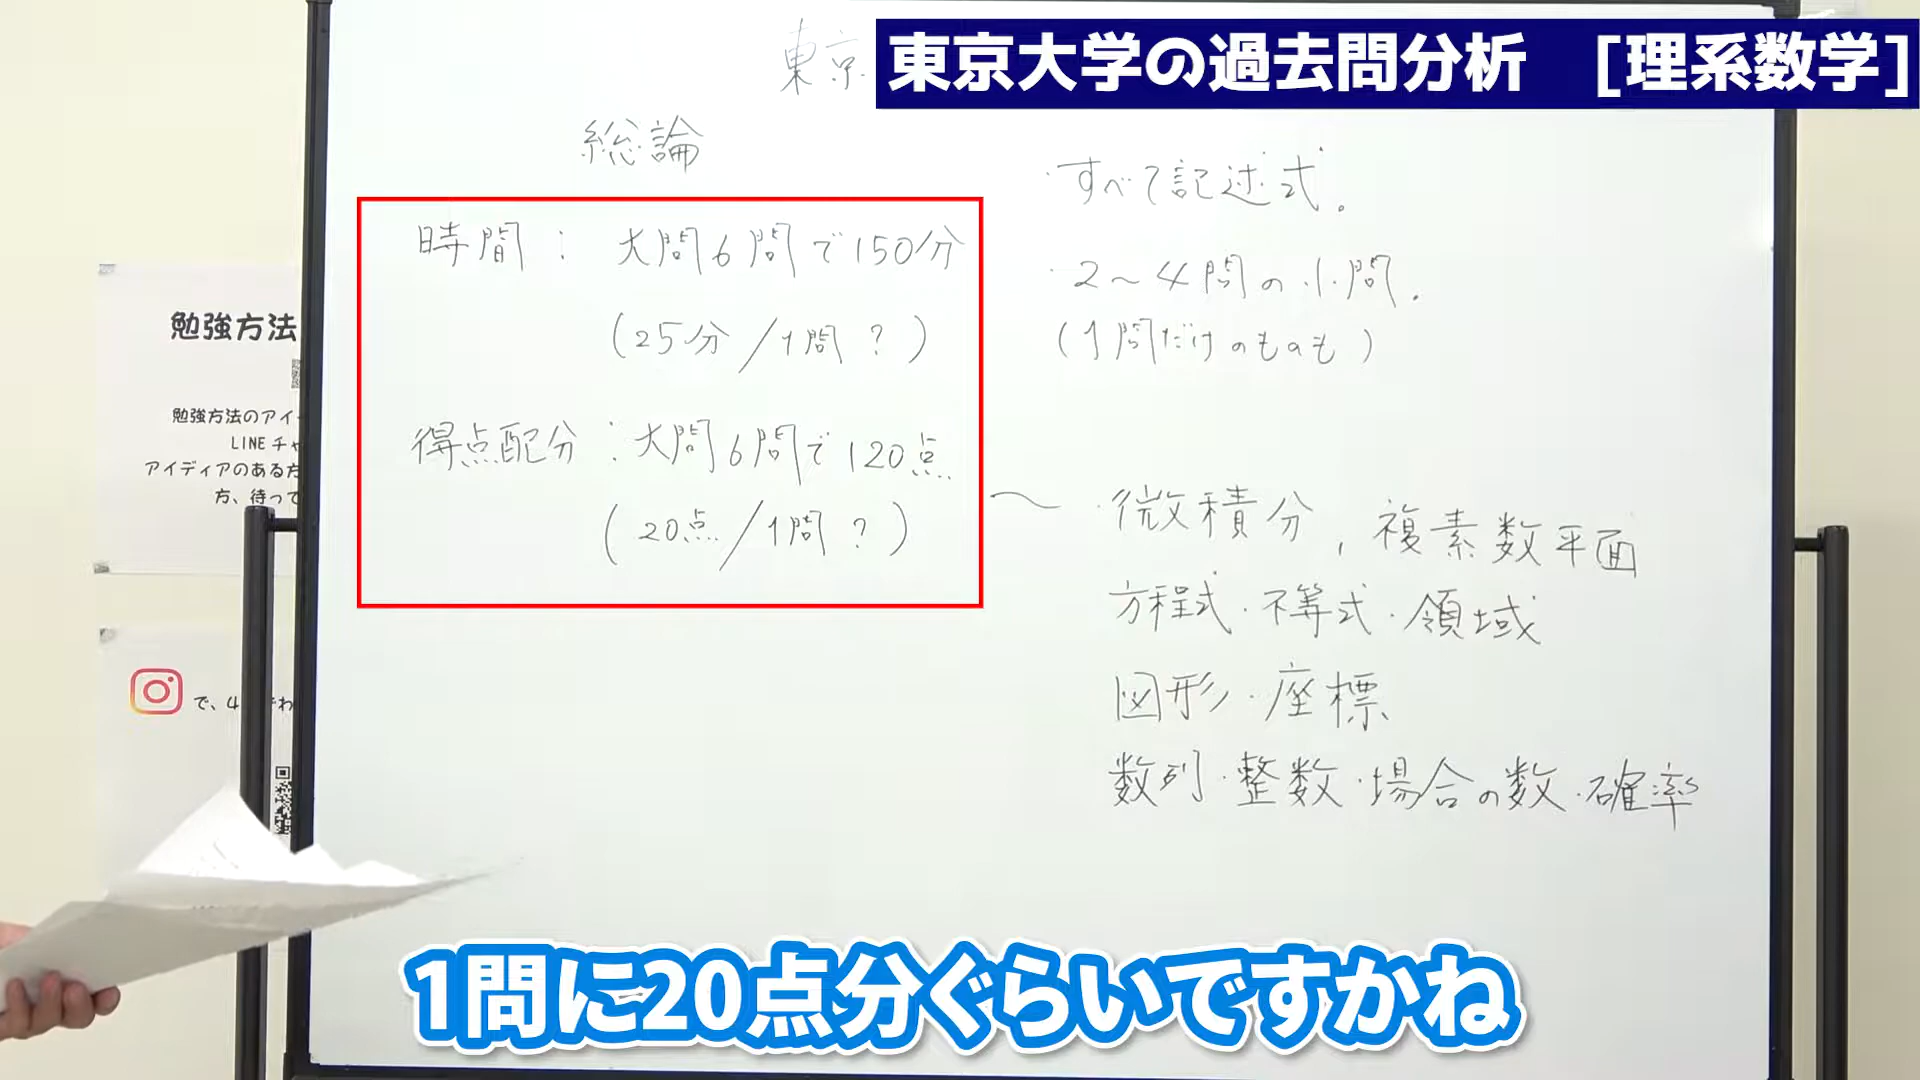 東京大学の過去問分析 [理系数学]
東京
総論
時間：大問6問で150分
(25分/1問？)
得点配分：大問6問で120点
(20点/1問？)
・すべて記述式。
・2～4問の小問.
(1問だけのものも)
～・微積分, 複素数平面
方程式・不等式・領域
図形・座標
数列・整数・場合の数・確率
勉強方法
勉強方法のアイ
LINEチャ
アイディアのある方
方、待って
で、
1問に20点分ぐらいですかね